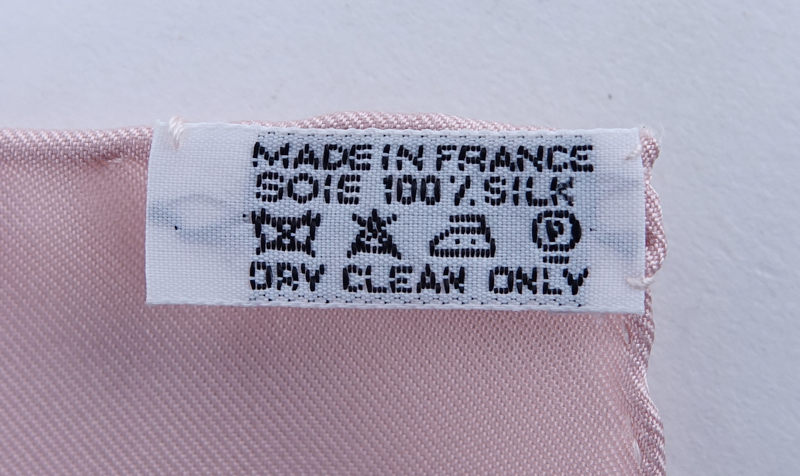 MADE IN FRANCE
SOIE 100% SILK
P
DRY CLEAN ONLY